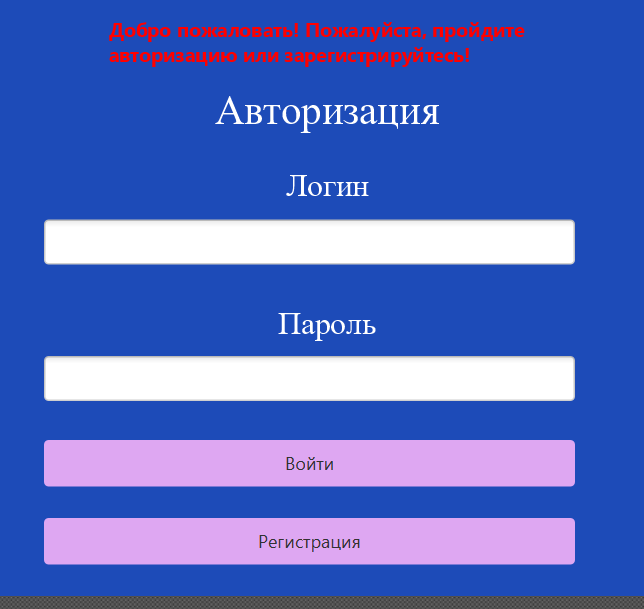 Добро пожаловать! Пожалуйста, пройдите
авторизацию или зарегистрируйтесь!
Авторизация
Логин
Пароль
Войти
Регистрация